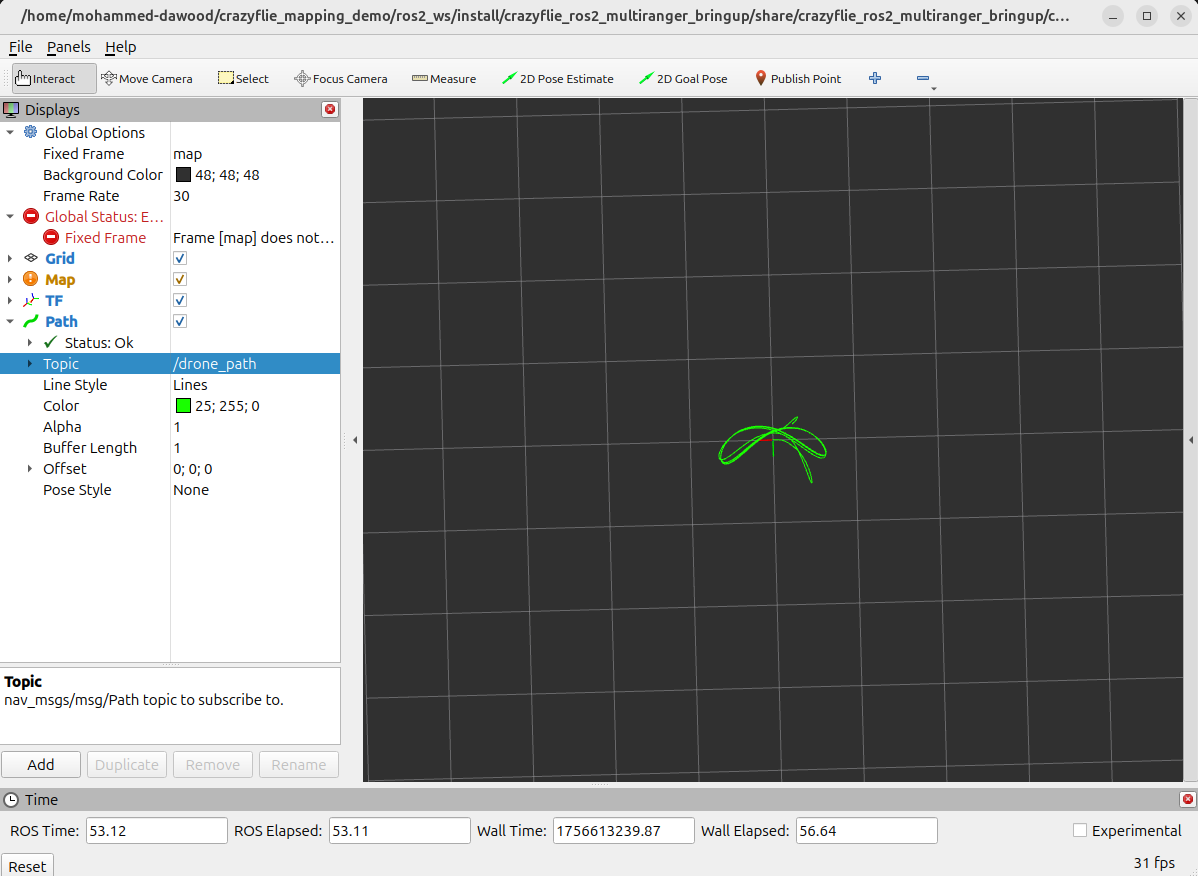 /home/mohammed-dawood/crazyflie_mapping_demo/ros2_ws/install/crazyflie_ros2_multiranger_bringup/share/crazyflie_ros2_multiranger_bringup/c...
File Panels Help
Interact Move Camera Select Focus Camera Measure 2D Pose Estimate 2D Goal Pose Publish Point
Displays
Global Options
Fixed Frame map
Background Color 48; 48; 48
Frame Rate 30
Global Status: E...
Fixed Frame Frame [map] does not...
Grid
Map
TF
Path
Status: Ok
Topic /drone_path
Line Style Lines
Color 25; 255; 0
Alpha 1
Buffer Length 1
Offset 0; 0; 0
Pose Style None
Topic
nav_msgs/msg/Path topic to subscribe to.
Add Duplicate Remove Rename
Time
ROS Time: 53.12 ROS Elapsed: 53.11 Wall Time: 1756613239.87 Wall Elapsed: 56.64 Experimental
Reset 31 fps